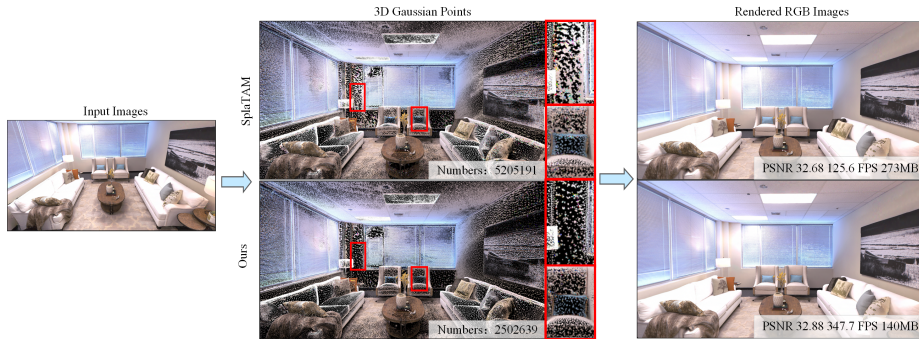 3D Gaussian Points
Rendered RGB Images
Input Images
SplaTAM
Numbers：5205191
PSNR 32.68 125.6 FPS 273MB
Ours
Numbers：2502639
PSNR 32.88 347.7 FPS 140MB